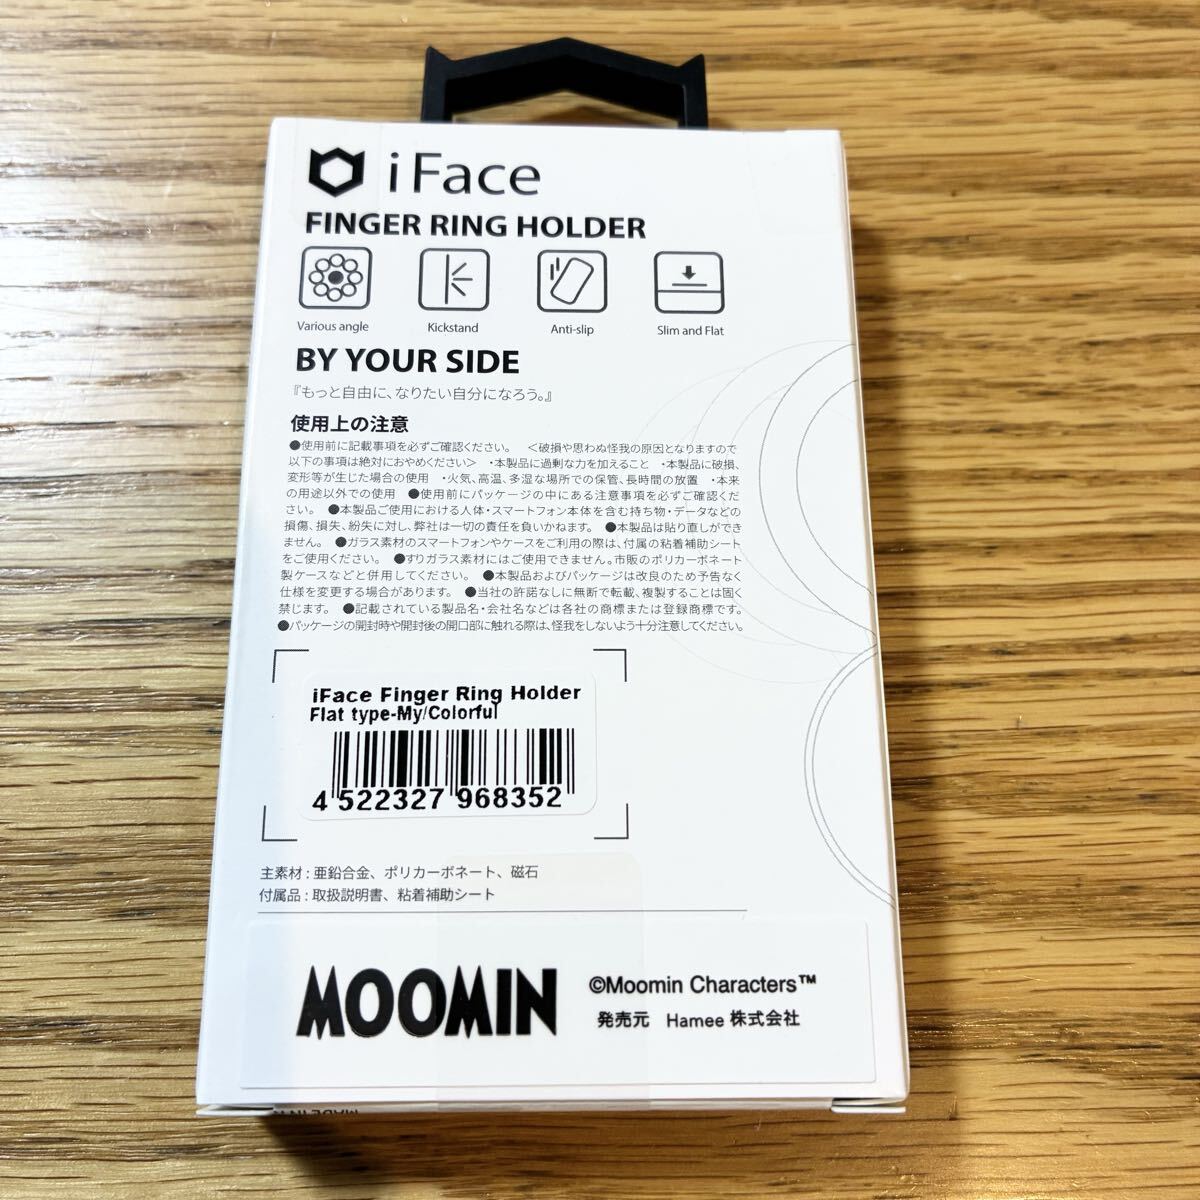 iFace
FINGER RING HOLDER
Various angle
Kickstand
Anti-slip
Slim and Flat
BY YOUR SIDE
『もっと自由に、なりたい自分になろう。』
使用上の注意
●使用前に記載事項を必ずご確認ください。 ＜破損や思わぬ怪我の原因となりますので
以下の事項は絶対におやめください＞ ・本製品に過剰な力を加えること ・本製品に破損、
変形等が生じた場合の使用 ・火気、高温、多湿な場所での保管、長時間の放置 ・本来
の用途以外での使用 ●使用前にパッケージの中にある注意事項を必ずご確認くだ
さい。 ●本製品ご使用における人体・スマートフォン本体を含む持ち物・データなどの
損傷、損失、紛失に対し、弊社は一切の責任を負いかねます。 ●本製品は貼り直しができ
ません。 ●ガラス素材のスマートフォンやケースをご利用の際は、付属の粘着補助シート
をご使用ください。 ●すりガラス素材にはご使用できません。市販のポリカーボネート
製ケースなどと併用してください。 ●本製品およびパッケージは改良のため予告なく
仕様を変更する場合があります。 ●当社の許諾なしに無断で転載、複製することは固く
禁じます。 ●記載されている製品名・会社名などは各社の商標または登録商標です。
●パッケージの開封時や開封後の開口部に触れる際は、怪我をしないよう十分注意してください。
iFace Finger Ring Holder
Flat type-My/Colorful
4 522327 968352
主素材：亜鉛合金、ポリカーボネート、磁石
付属品：取扱説明書、粘着補助シート
MOOMIN
©Moomin Characters™
発売元 Hamee 株式会社
MADE IN